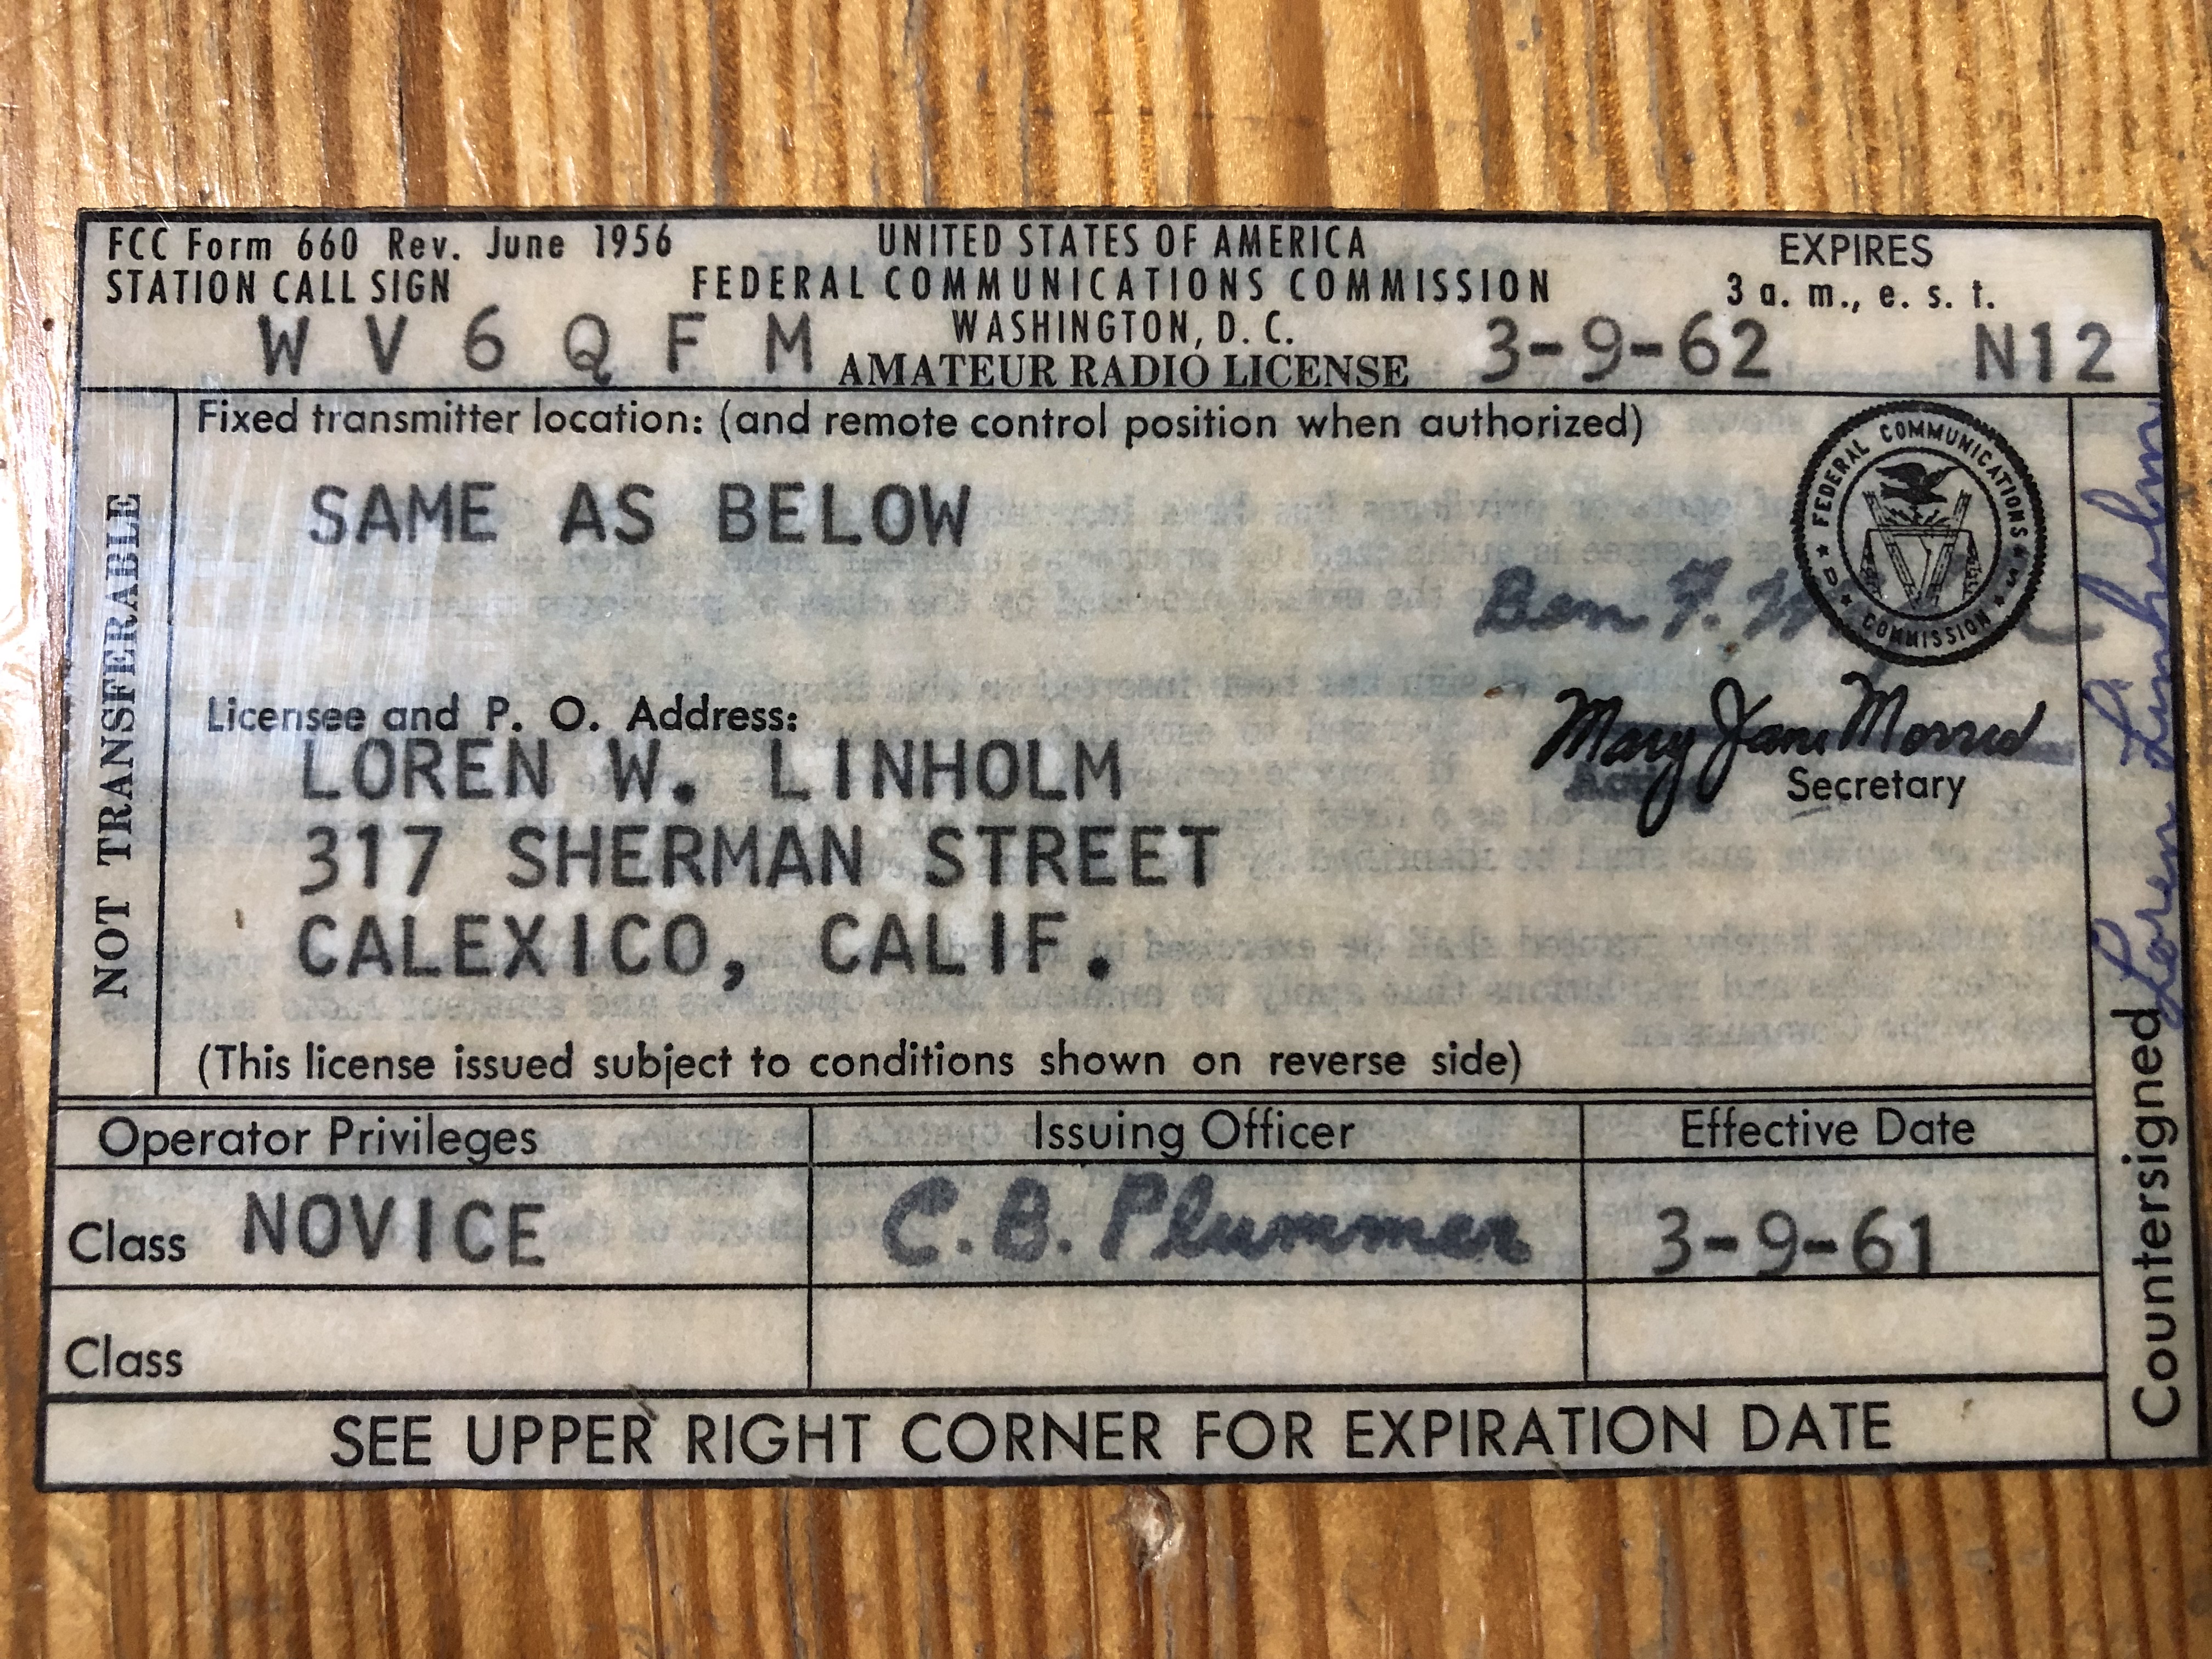 FCC Form 660 Rev. June 1956
STATION CALL SIGN
W V 6 Q F M
UNITED STATES OF AMERICA
FEDERAL COMMUNICATIONS COMMISSION
WASHINGTON, D. C.
AMATEUR RADIO LICENSE
EXPIRES
3 a. m., e. s. t.
3-9-62 N12
NOT TRANSFERABLE
Fixed transmitter location: (and remote control position when authorized)
SAME AS BELOW
FEDERAL COMMUNICATIONS COMMISSION
Ben F.
Mary Jane Morris
Secretary
Licensee and P. O. Address:
LOREN W. LINHOLM
317 SHERMAN STREET
CALEXICO, CALIF.
(This license issued subject to conditions shown on reverse side)
Operator Privileges Issuing Officer Effective Date
Class NOVICE C. B. Plummer 3-9-61
Class
SEE UPPER RIGHT CORNER FOR EXPIRATION DATE
Countersigned Loren Linholm